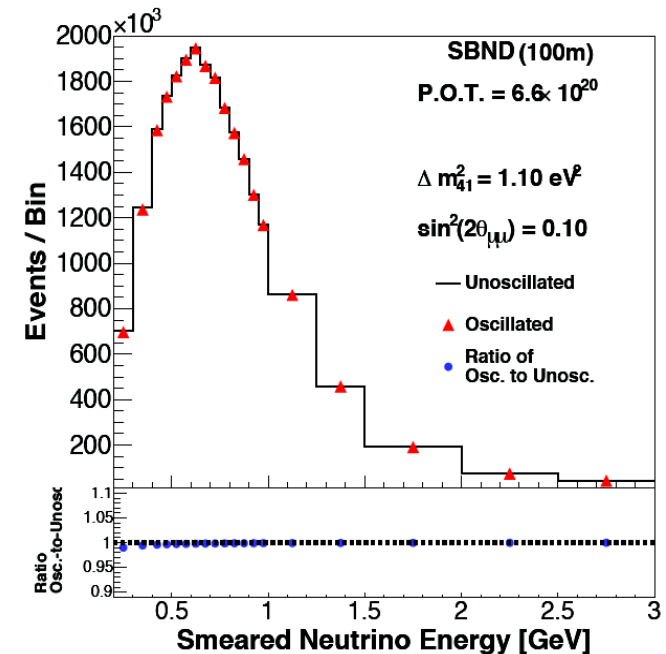 2000 ×10³
1800
1600
1400
1200
1000
800
600
400
200
Events / Bin
SBND (100m)
P.O.T. = 6.6× 10²⁰
Δ m²₄₁ = 1.10 eV²
sin²(2θμμ) = 0.10
Unoscillated
Oscillated
Ratio of
Osc. to Unosc.
1.1
1.05
1
0.95
0.9
Ratio
Osc.-to-Unosc
0.5 1 1.5 2 2.5 3
Smeared Neutrino Energy [GeV]